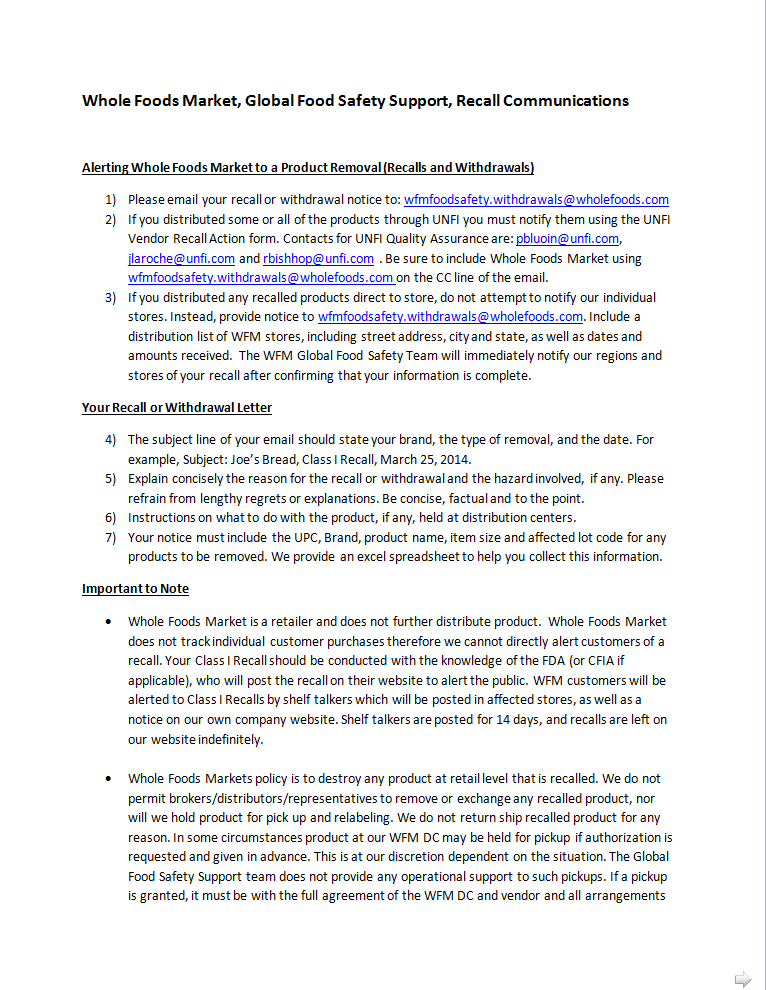 Whole Foods Market, Global Food Safety Support, Recall Communications
Alerting Whole Foods Market to a Product Removal (Recalls and Withdrawals)
1) Please email your recall or withdrawal notice to: wfmfoodsafety.withdrawals@wholefoods.com
2) If you distributed some or all of the products through UNFI you must notify them using the UNFI
Vendor Recall Action form. Contacts for UNFI Quality Assurance are: pbluoin@unfi.com,
jlaroche@unfi.com and rbishhop@unfi.com . Be sure to include Whole Foods Market using
wfmfoodsafety.withdrawals@wholefoods.com on the CC line of the email.
3) If you distributed any recalled products direct to store, do not attempt to notify our individual
stores. Instead, provide notice to wfmfoodsafety.withdrawals@wholefoods.com. Include a
distribution list of WFM stores, including street address, city and state, as well as dates and
amounts received. The WFM Global Food Safety Team will immediately notify our regions and
stores of your recall after confirming that your information is complete.
Your Recall or Withdrawal Letter
4) The subject line of your email should state your brand, the type of removal, and the date. For
example, Subject: Joe's Bread, Class I Recall, March 25, 2014.
5) Explain concisely the reason for the recall or withdrawal and the hazard involved, if any. Please
refrain from lengthy regrets or explanations. Be concise, factual and to the point.
6) Instructions on what to do with the product, if any, held at distribution centers.
7) Your notice must include the UPC, Brand, product name, item size and affected lot code for any
products to be removed. We provide an excel spreadsheet to help you collect this information.
Important to Note
• Whole Foods Market is a retailer and does not further distribute product. Whole Foods Market
does not track individual customer purchases therefore we cannot directly alert customers of a
recall. Your Class I Recall should be conducted with the knowledge of the FDA (or CFIA if
applicable), who will post the recall on their website to alert the public. WFM customers will be
alerted to Class I Recalls by shelf talkers which will be posted in affected stores, as well as a
notice on our own company website. Shelf talkers are posted for 14 days, and recalls are left on
our website indefinitely.
• Whole Foods Markets policy is to destroy any product at retail level that is recalled. We do not
permit brokers/distributors/representatives to remove or exchange any recalled product, nor
will we hold product for pick up and relabeling. We do not return ship recalled product for any
reason. In some circumstances product at our WFM DC may be held for pickup if authorization is
requested and given in advance. This is at our discretion dependent on the situation. The Global
Food Safety Support team does not provide any operational support to such pickups. If a pickup
is granted, it must be with the full agreement of the WFM DC and vendor and all arrangements